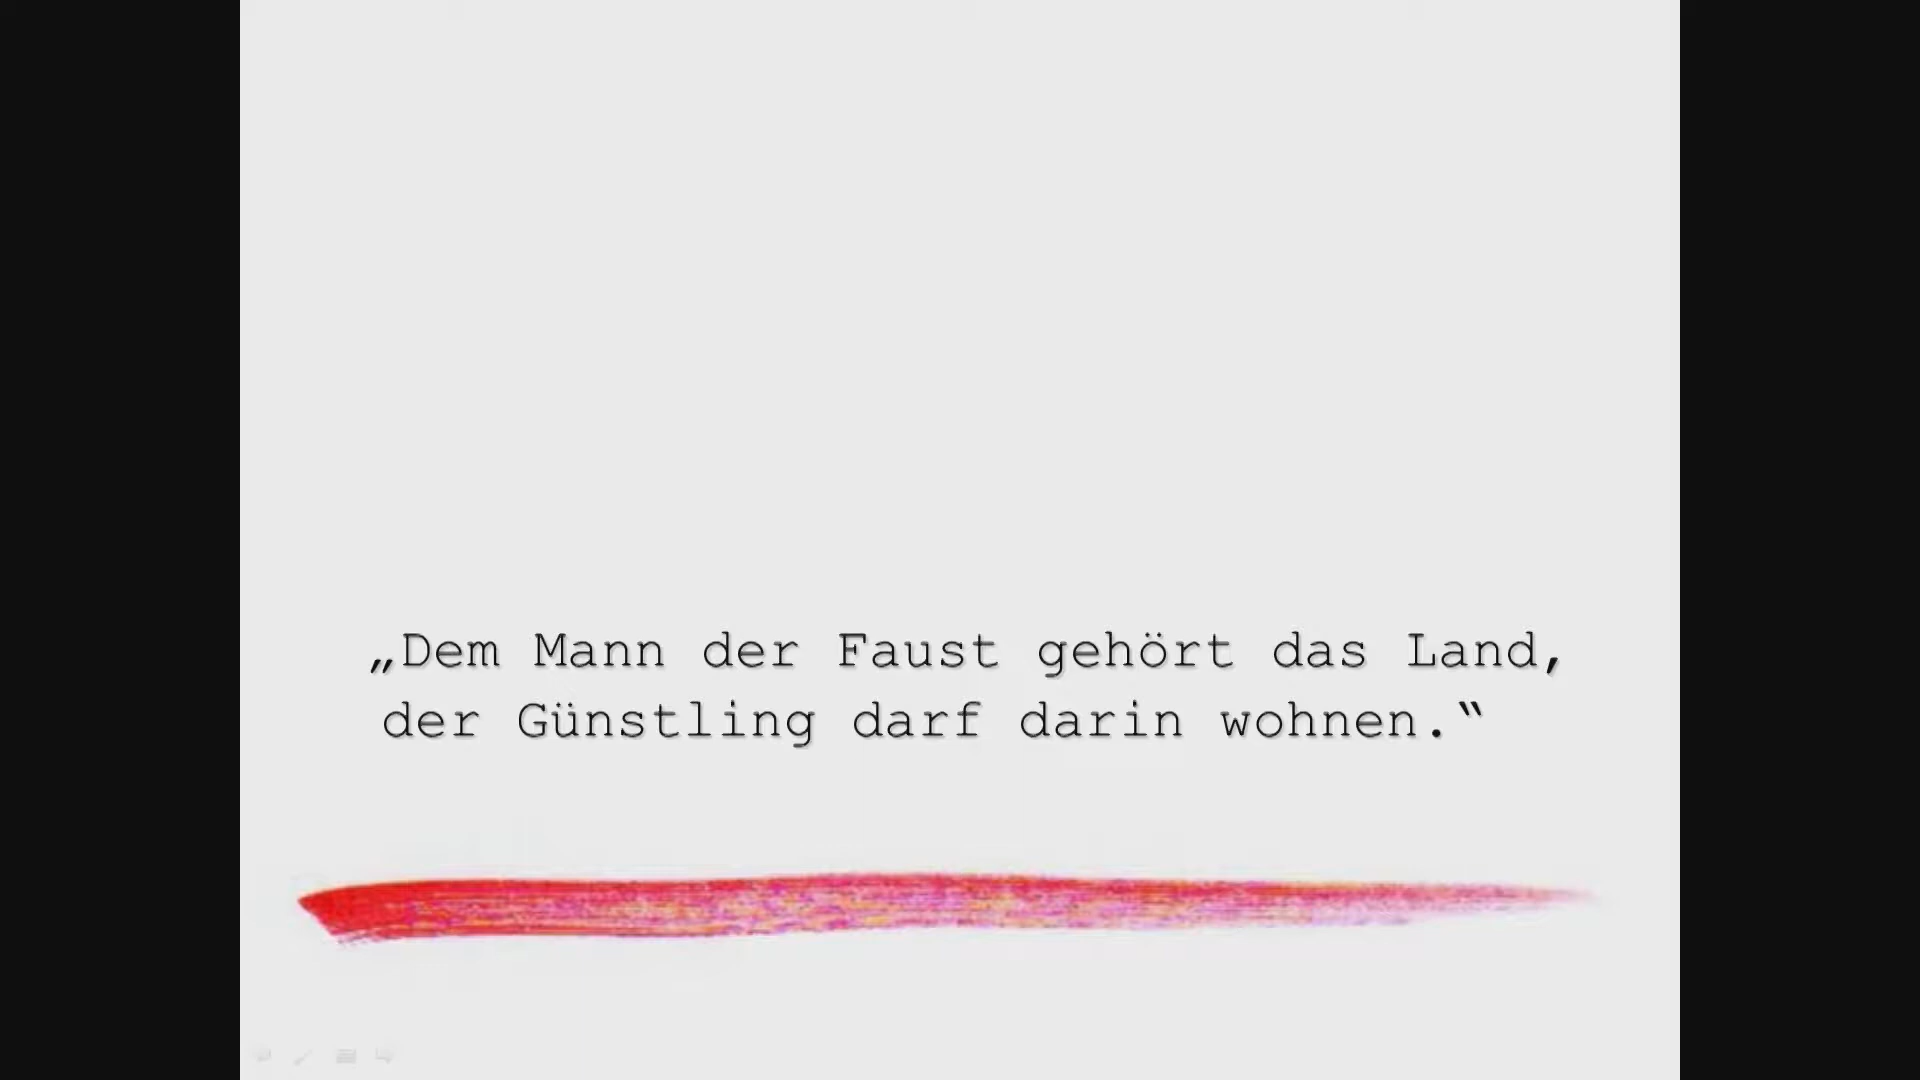 „Dem Mann der Faust gehört das Land,
der Günstling darf darin wohnen.“